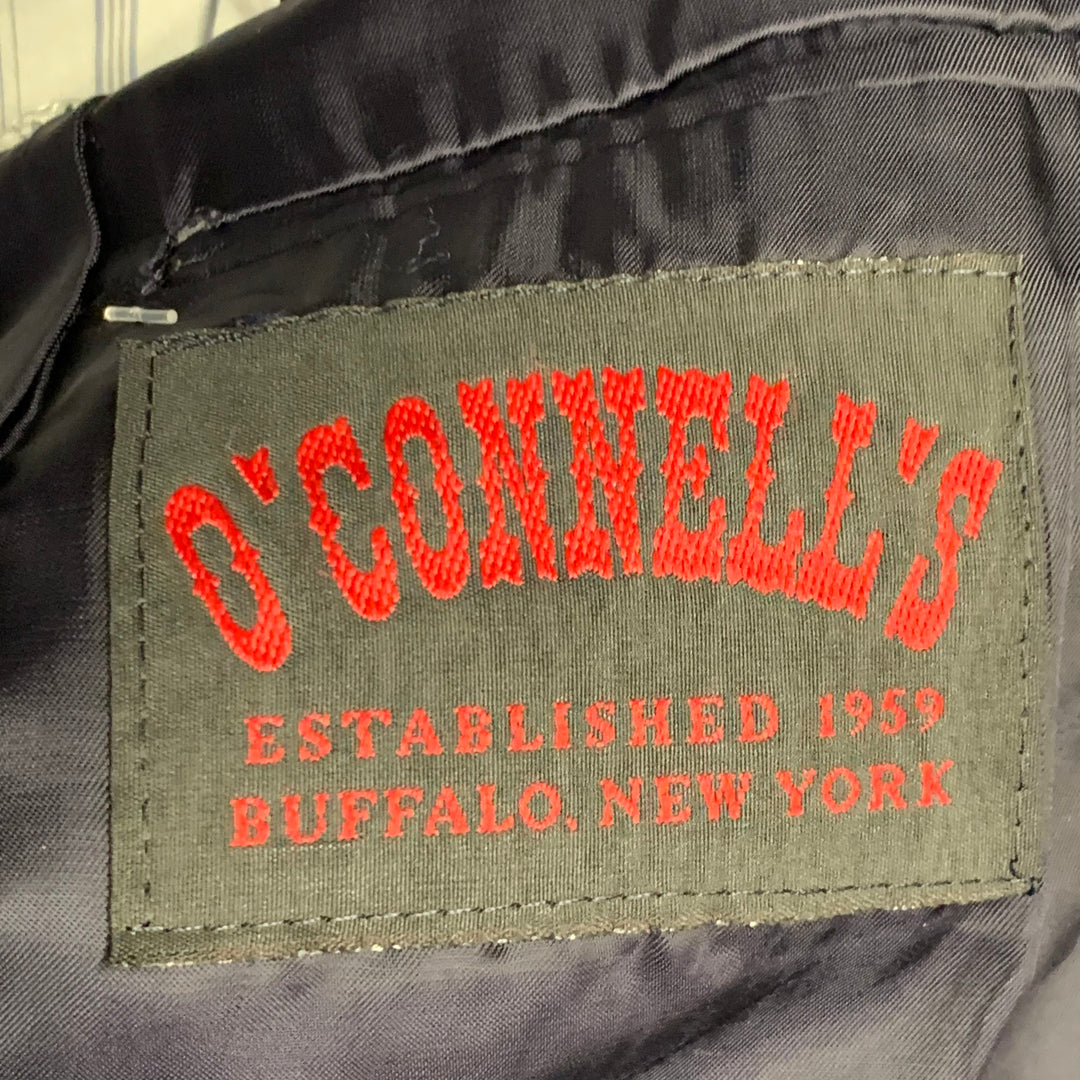 O'CONNELL'S
ESTABLISHED 1959
BUFFALO, NEW YORK